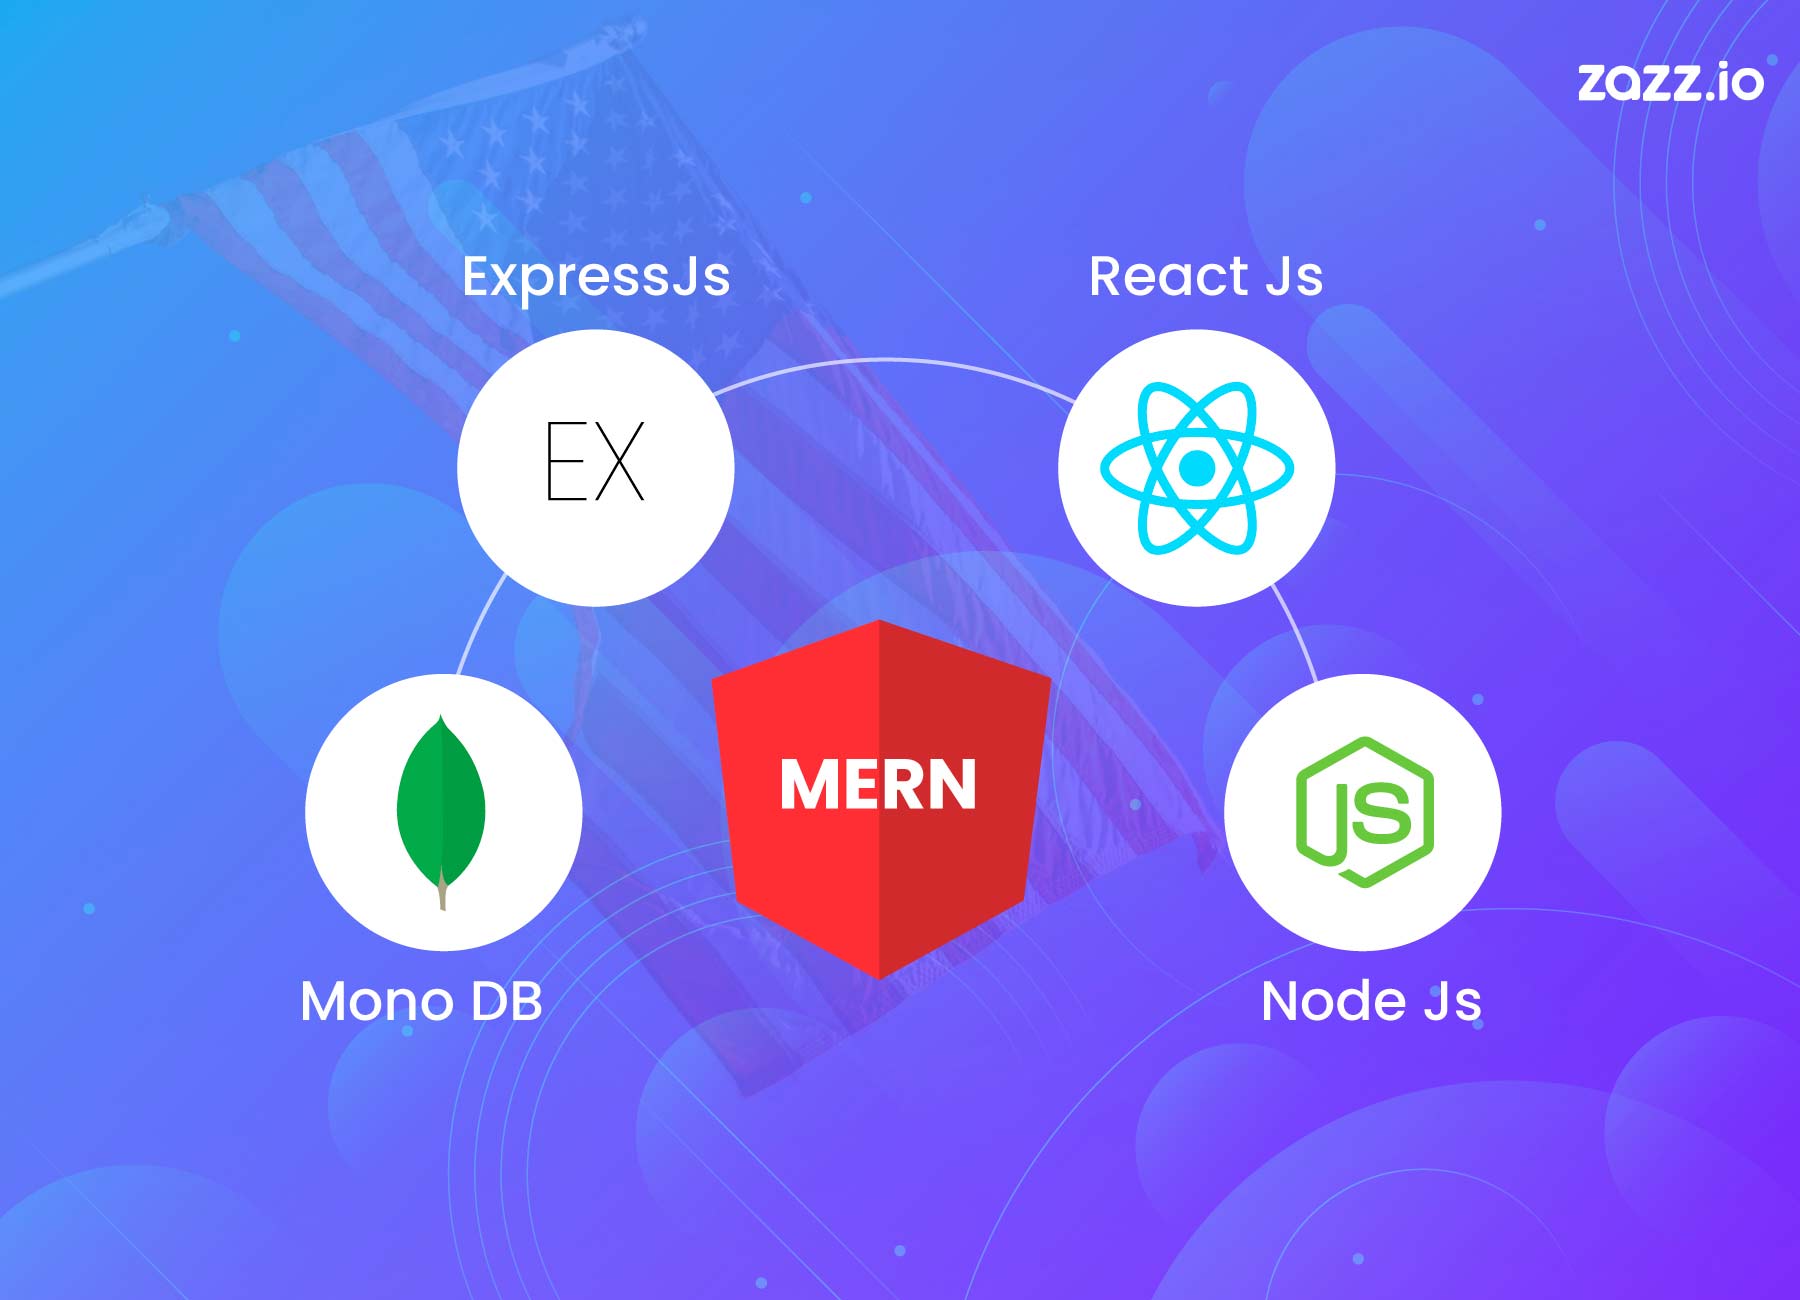 zazz.io
ExpressJs
React Js
EX
MERN
JS
Mono DB
Node Js